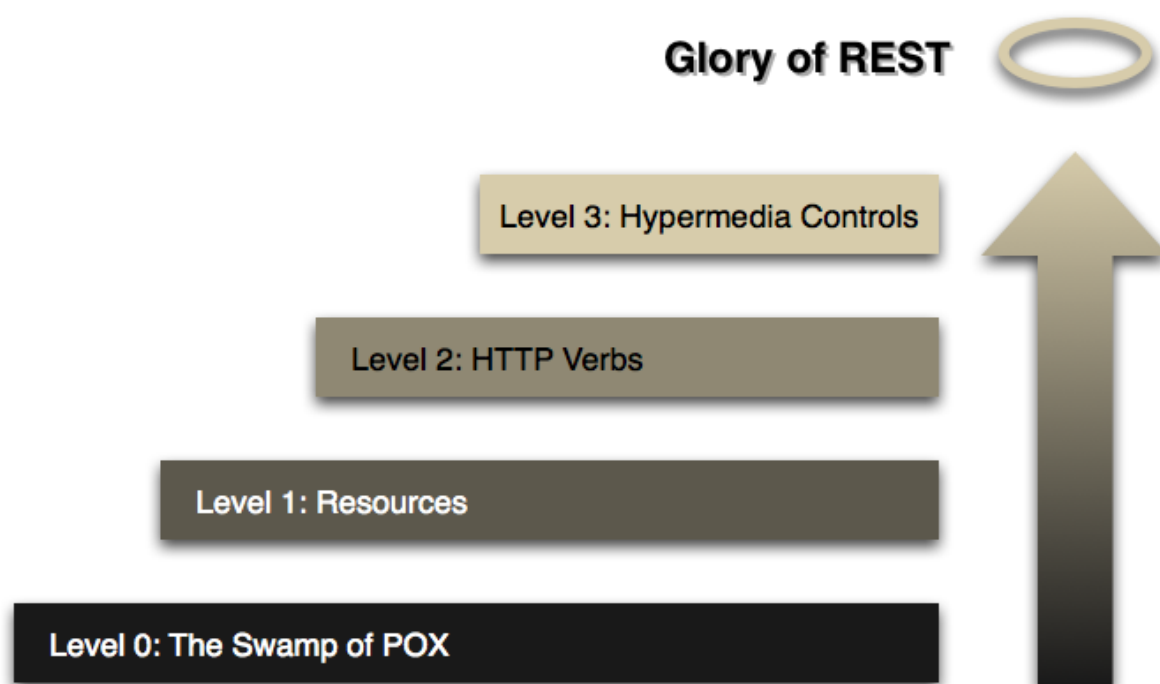 Glory of REST
Level 3: Hypermedia Controls
Level 2: HTTP Verbs
Level 1: Resources
Level 0: The Swamp of POX